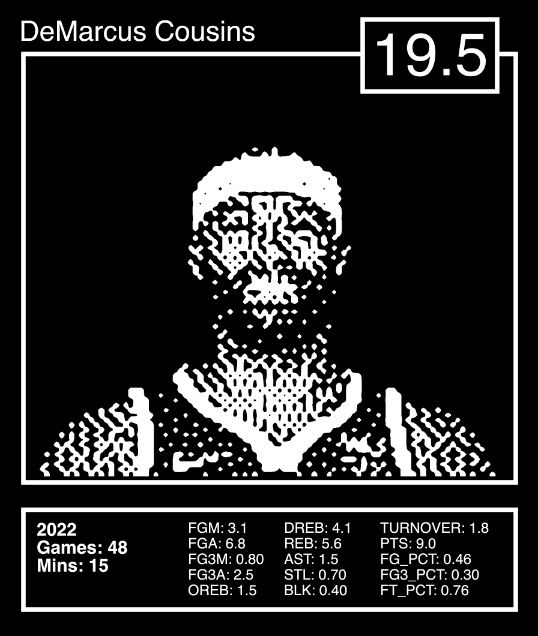 DeMarcus Cousins
19.5
2022
Games: 48
Mins: 15
FGM: 3.1
FGA: 6.8
FG3M: 0.80
FG3A: 2.5
OREB: 1.5
DREB: 4.1
REB: 5.6
AST: 1.5
STL: 0.70
BLK: 0.40
TURNOVER: 1.8
PTS: 9.0
FG_PCT: 0.46
FG3_PCT: 0.30
FT_PCT: 0.76